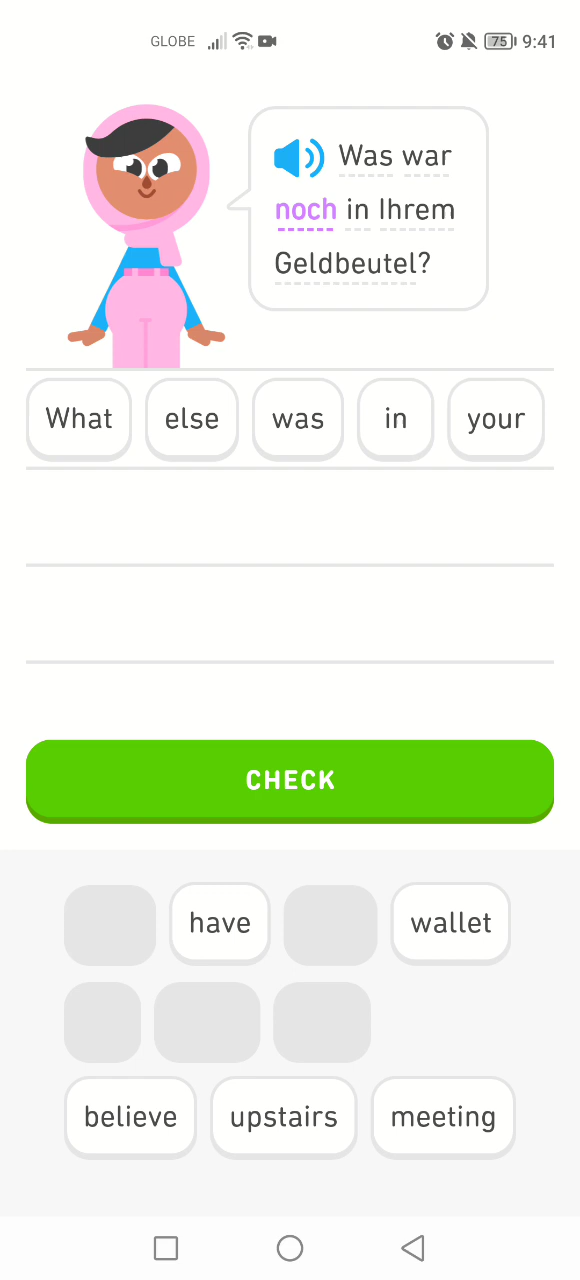 GLOBE 75 9:41
Was war
noch in Ihrem
Geldbeutel?
What else was in your
CHECK
have wallet
believe upstairs meeting